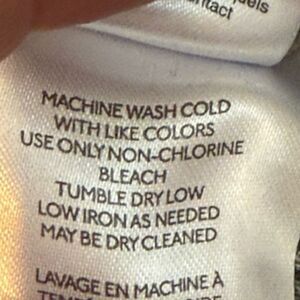 ntact
MACHINE WASH COLD
WITH LIKE COLORS
USE ONLY NON-CHLORINE
BLEACH
TUMBLE DRY LOW
LOW IRON AS NEEDED
MAY BE DRY CLEANED
LAVAGE EN MACHINE À